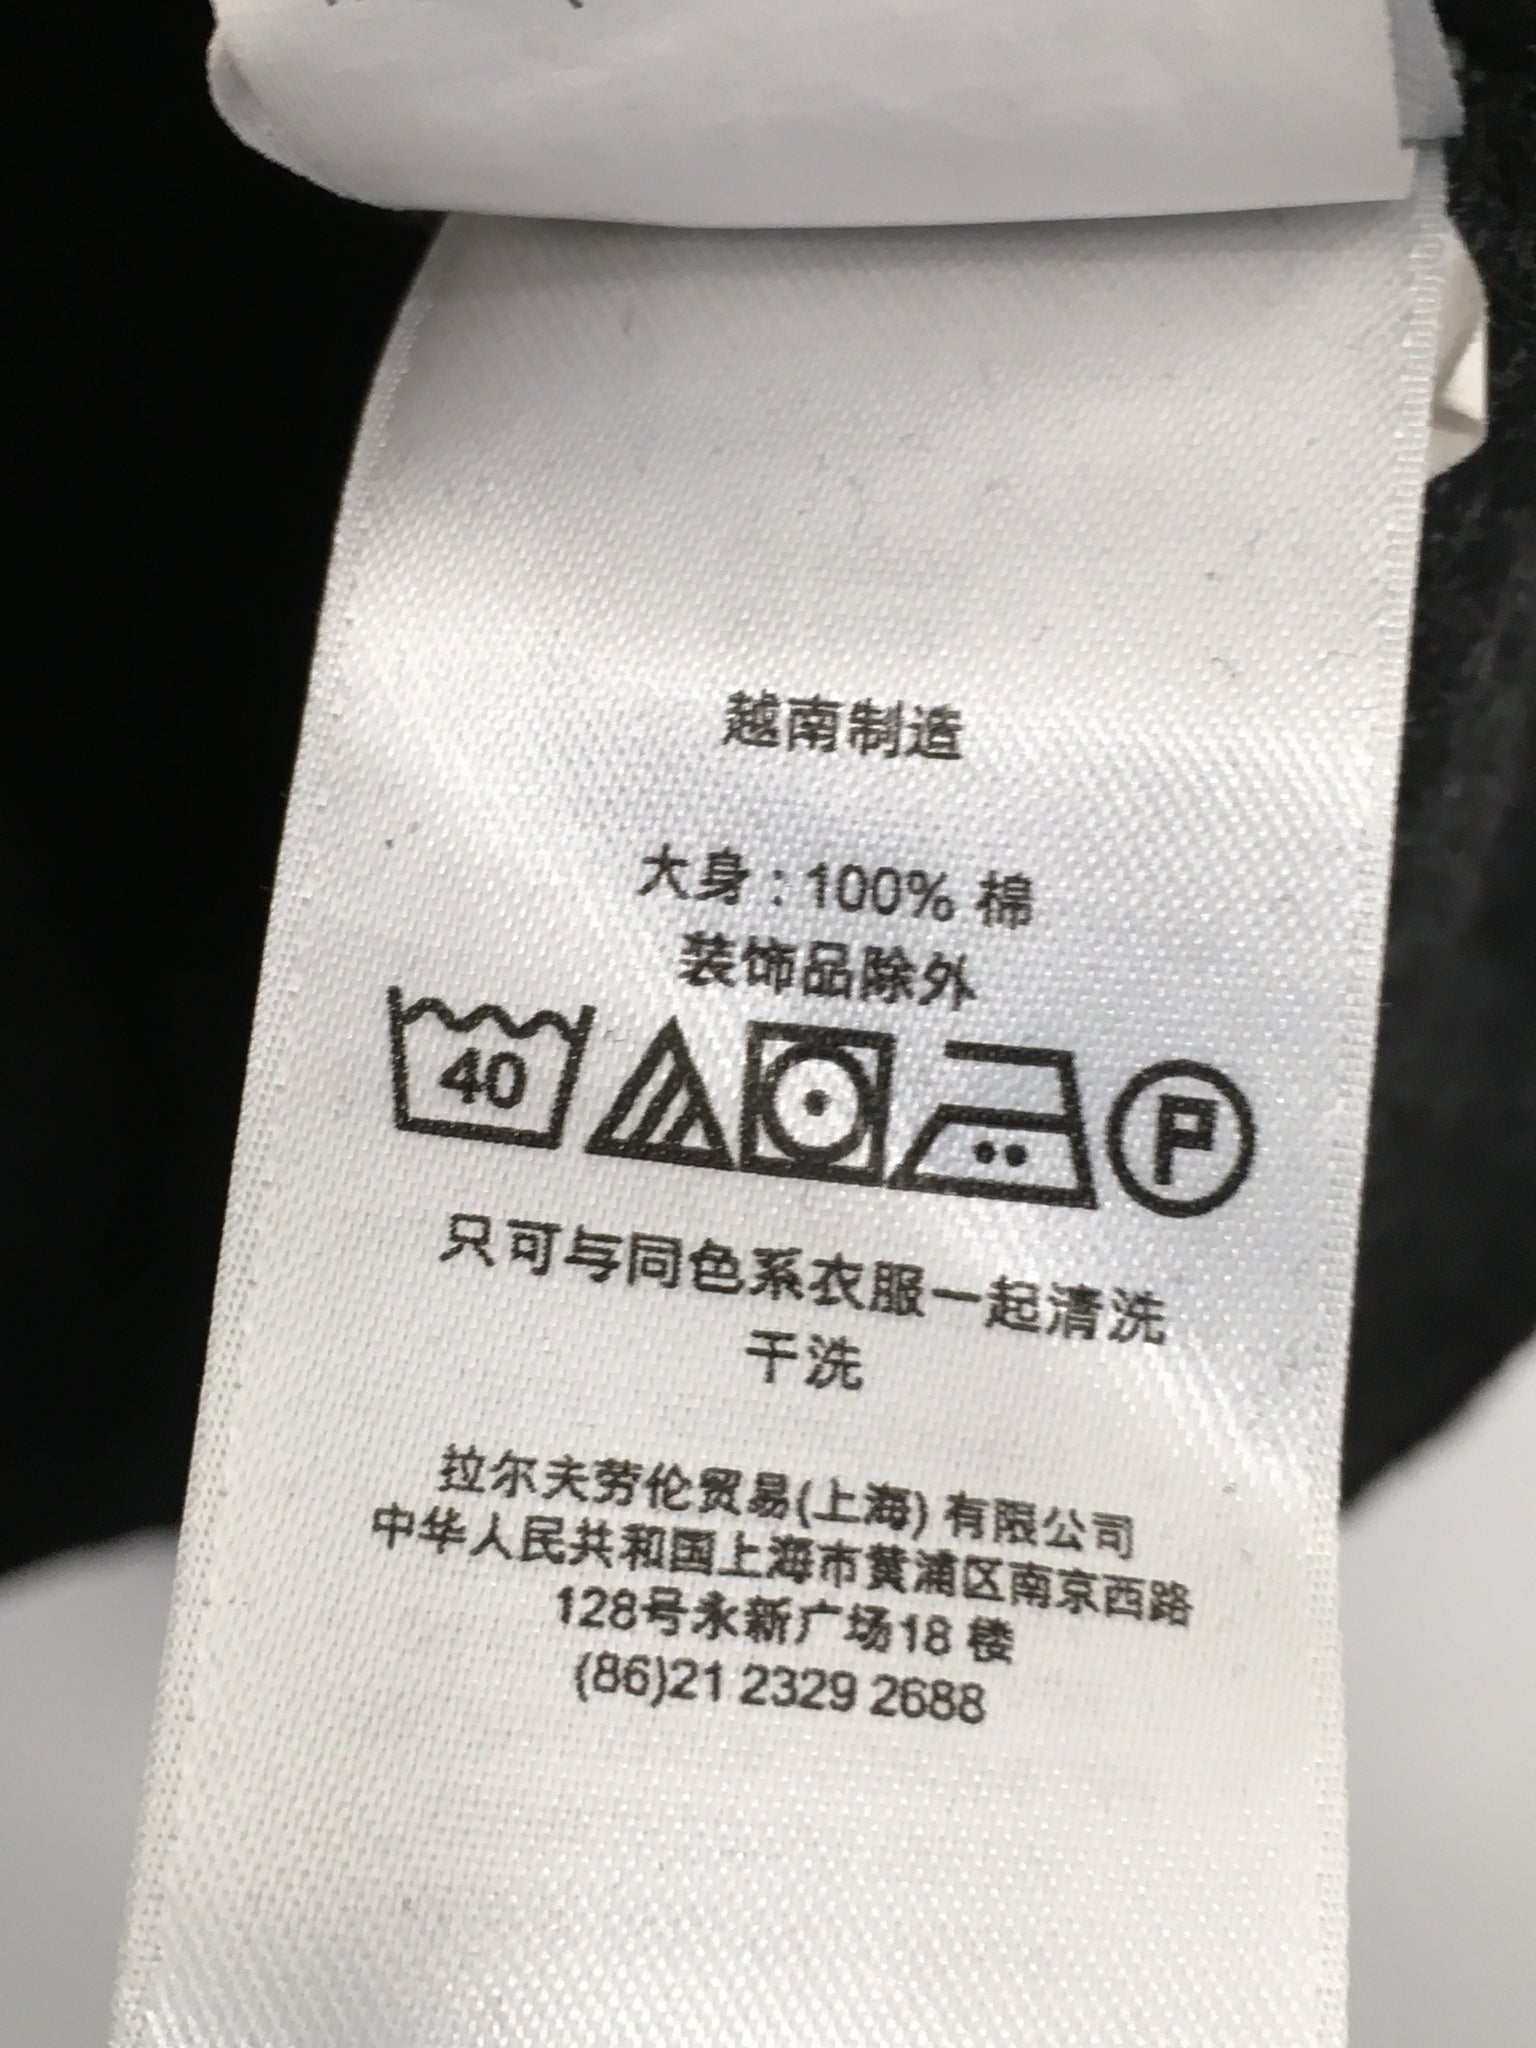 越南制造
大身 : 100% 棉
装饰品除外
40
P
只可与同色系衣服一起清洗
干洗
拉尔夫劳伦贸易(上海) 有限公司
中华人民共和国上海市黄浦区南京西路
128号永新广场18 楼
(86)21 2329 2688